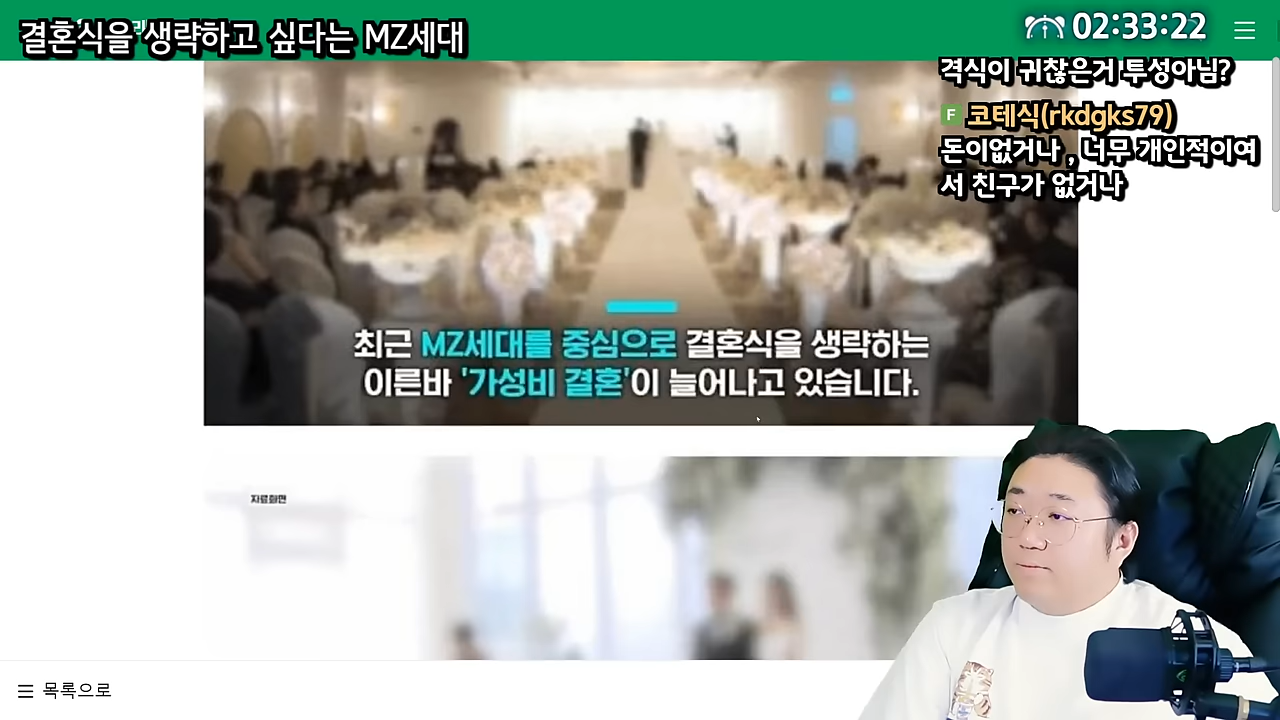 결혼식을 생략하고 싶다는 MZ세대
02:33:22
격식이 귀찮은거 투성아님?
F 코테식(rkdgks79)
돈이없거나 , 너무 개인적이여
서 친구가 없거나
최근 MZ세대를 중심으로 결혼식을 생략하는
이른바 '가성비 결혼'이 늘어나고 있습니다.
자료화면
목록으로